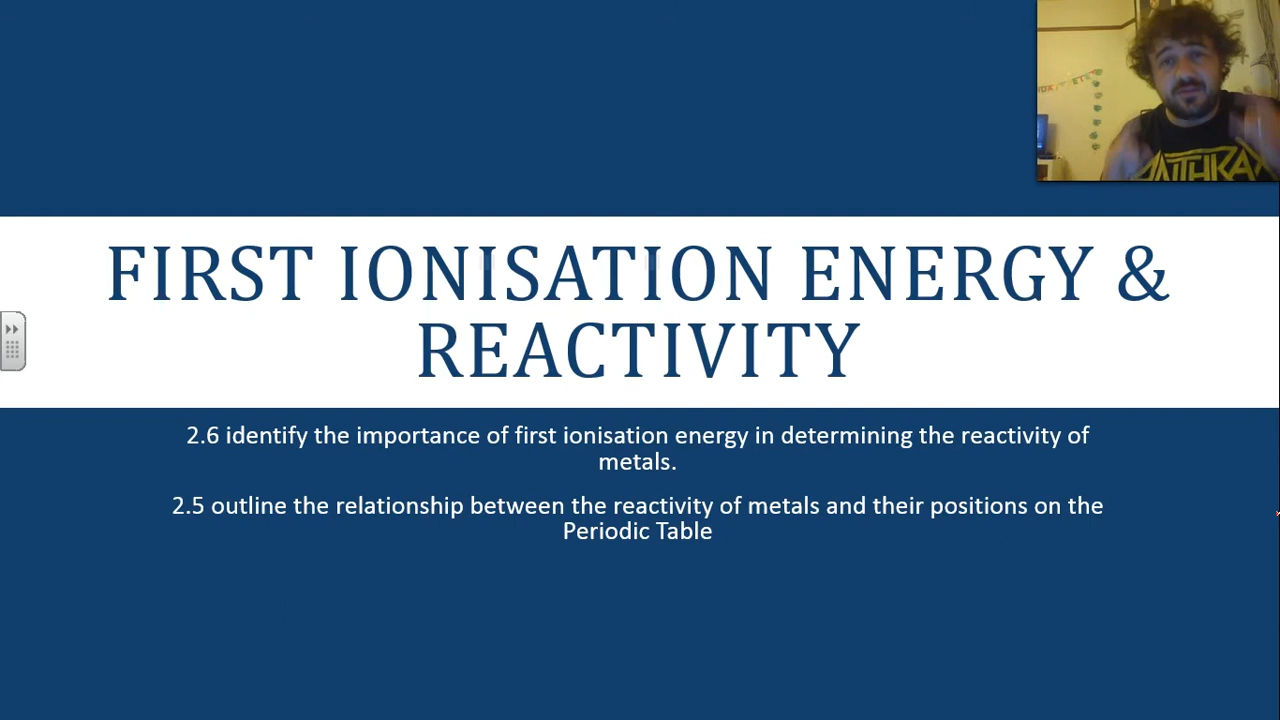 ANTHRAX
FIRST IONISATION ENERGY &
REACTIVITY
2.6 identify the importance of first ionisation energy in determining the reactivity of
metals.
2.5 outline the relationship between the reactivity of metals and their positions on the
Periodic Table